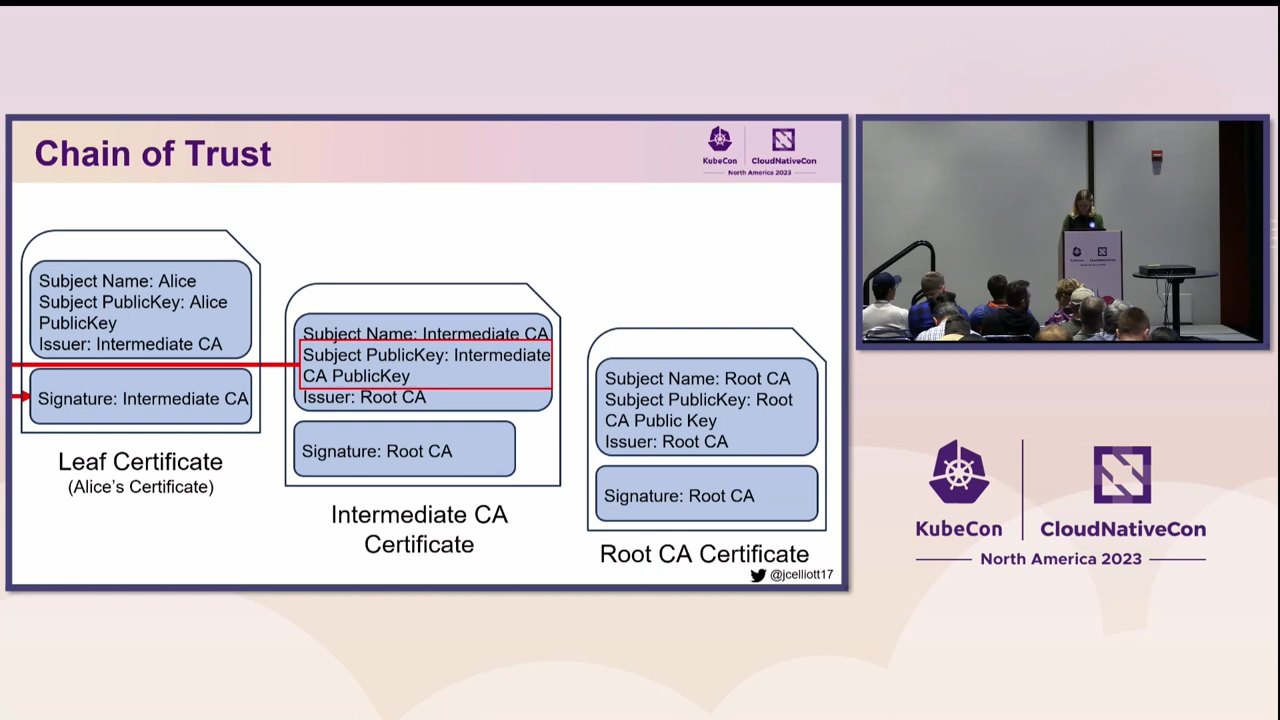 Chain of Trust
KubeCon
CloudNativeCon
North America 2023
Subject Name: Alice
Subject PublicKey: Alice
PublicKey
Issuer: Intermediate CA
Signature: Intermediate CA
Leaf Certificate
(Alice's Certificate)
Subject Name: Intermediate CA
Subject PublicKey: Intermediate
CA PublicKey
Issuer: Root CA
Signature: Root CA
Intermediate CA
Certificate
Subject Name: Root CA
Subject PublicKey: Root
CA Public Key
Issuer: Root CA
Signature: Root CA
Root CA Certificate
@jcelliott17
KubeCon
CloudNativeCon
North America 2023